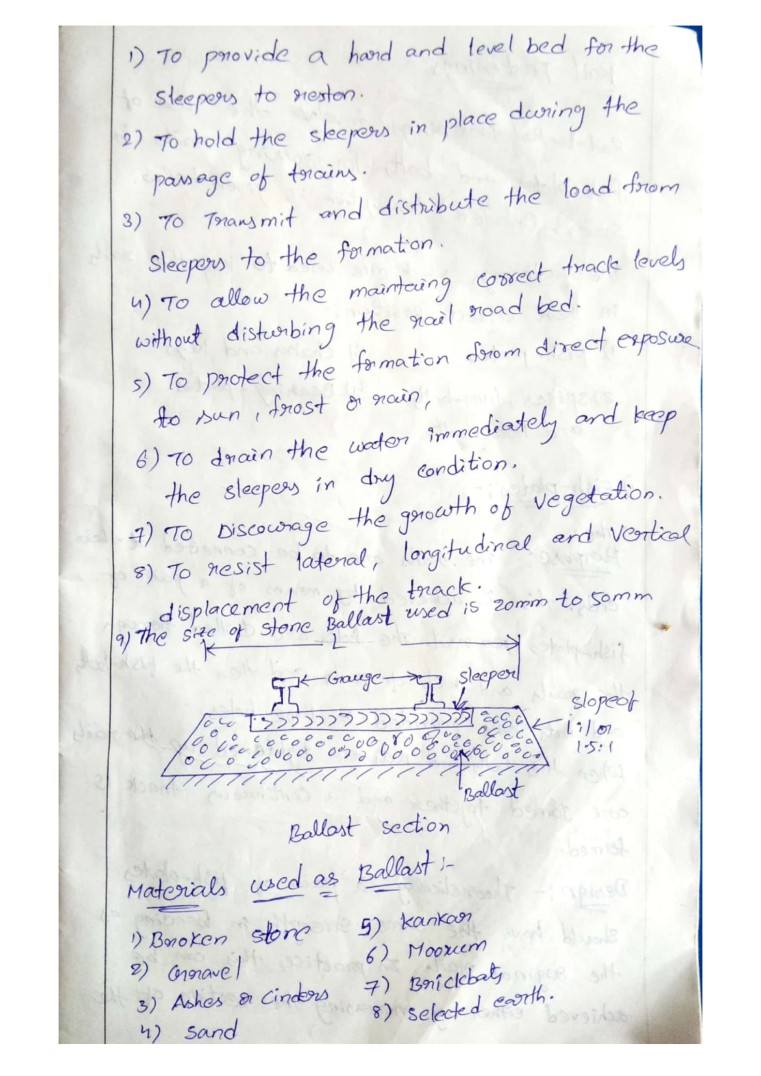 1) To provide a hard and level bed for the
sleepers to reston.
2) To hold the sleepers in place during the
passage of trains.
3) To Transmit and distribute the load from
Sleepers to the formation.
4) To allow the maintaing correct track levels
without disturbing the rail road bed.
5) To protect the formation from direct exposure
to sun, frost or rain,
6) To drain the water immediately and keep
the sleepers in dry condition.
7) To Discourage the growth of vegetation.
8) To resist lateral, longitudinal and vertical
displacement of the track.
9) The size of stone Ballast used is 20mm to 50mm
L
Gauge
Sleeper
Slope of
1:1 or
1.5:1
Ballast
Ballast section
Materials used as Ballast :-
1) Broken stone
2) Gravel
3) Ashes or Cinders
4) Sand
5) Kankar
6) Moorum
7) Brickbats
8) selected earth.